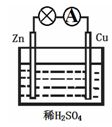 A
Zn Cu
稀H₂SO₄